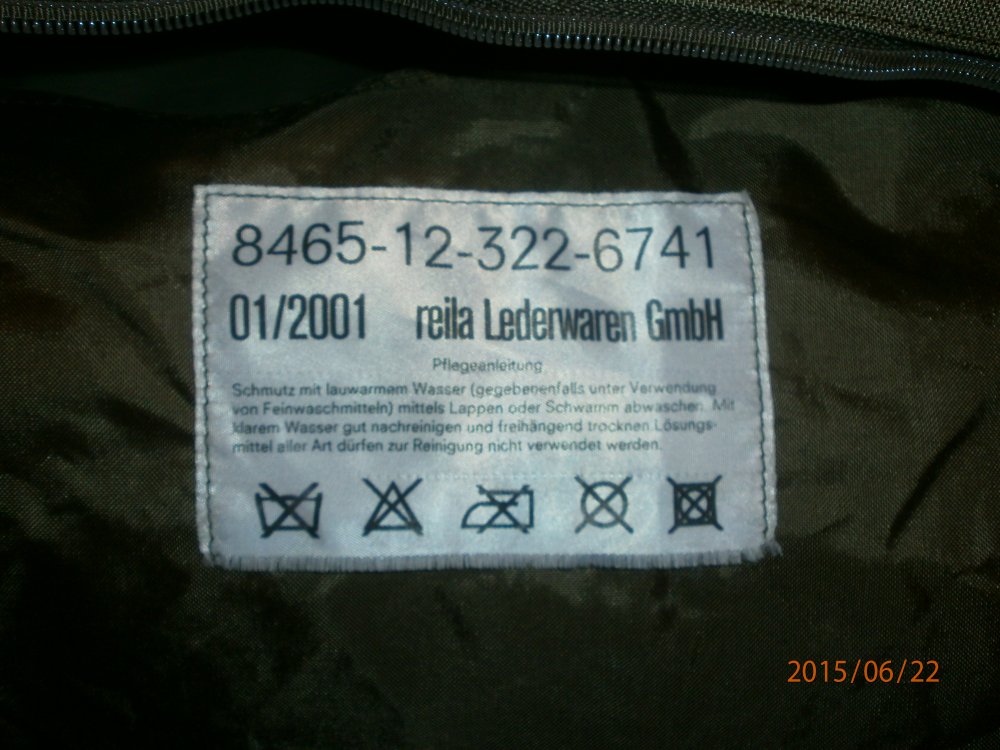 8465-12-322-6741
01/2001 reila Lederwaren GmbH
Pflegeanleitung
Schmutz mit lauwarmem Wasser (gegebenenfalls unter Verwendung
von Feinwaschmitteln) mittels Lappen oder Schwamm abwaschen. Mit
klarem Wasser gut nachreinigen und freihängend trocknen. Lösungs-
mittel aller Art dürfen zur Reinigung nicht verwendet werden.
2015/06/22